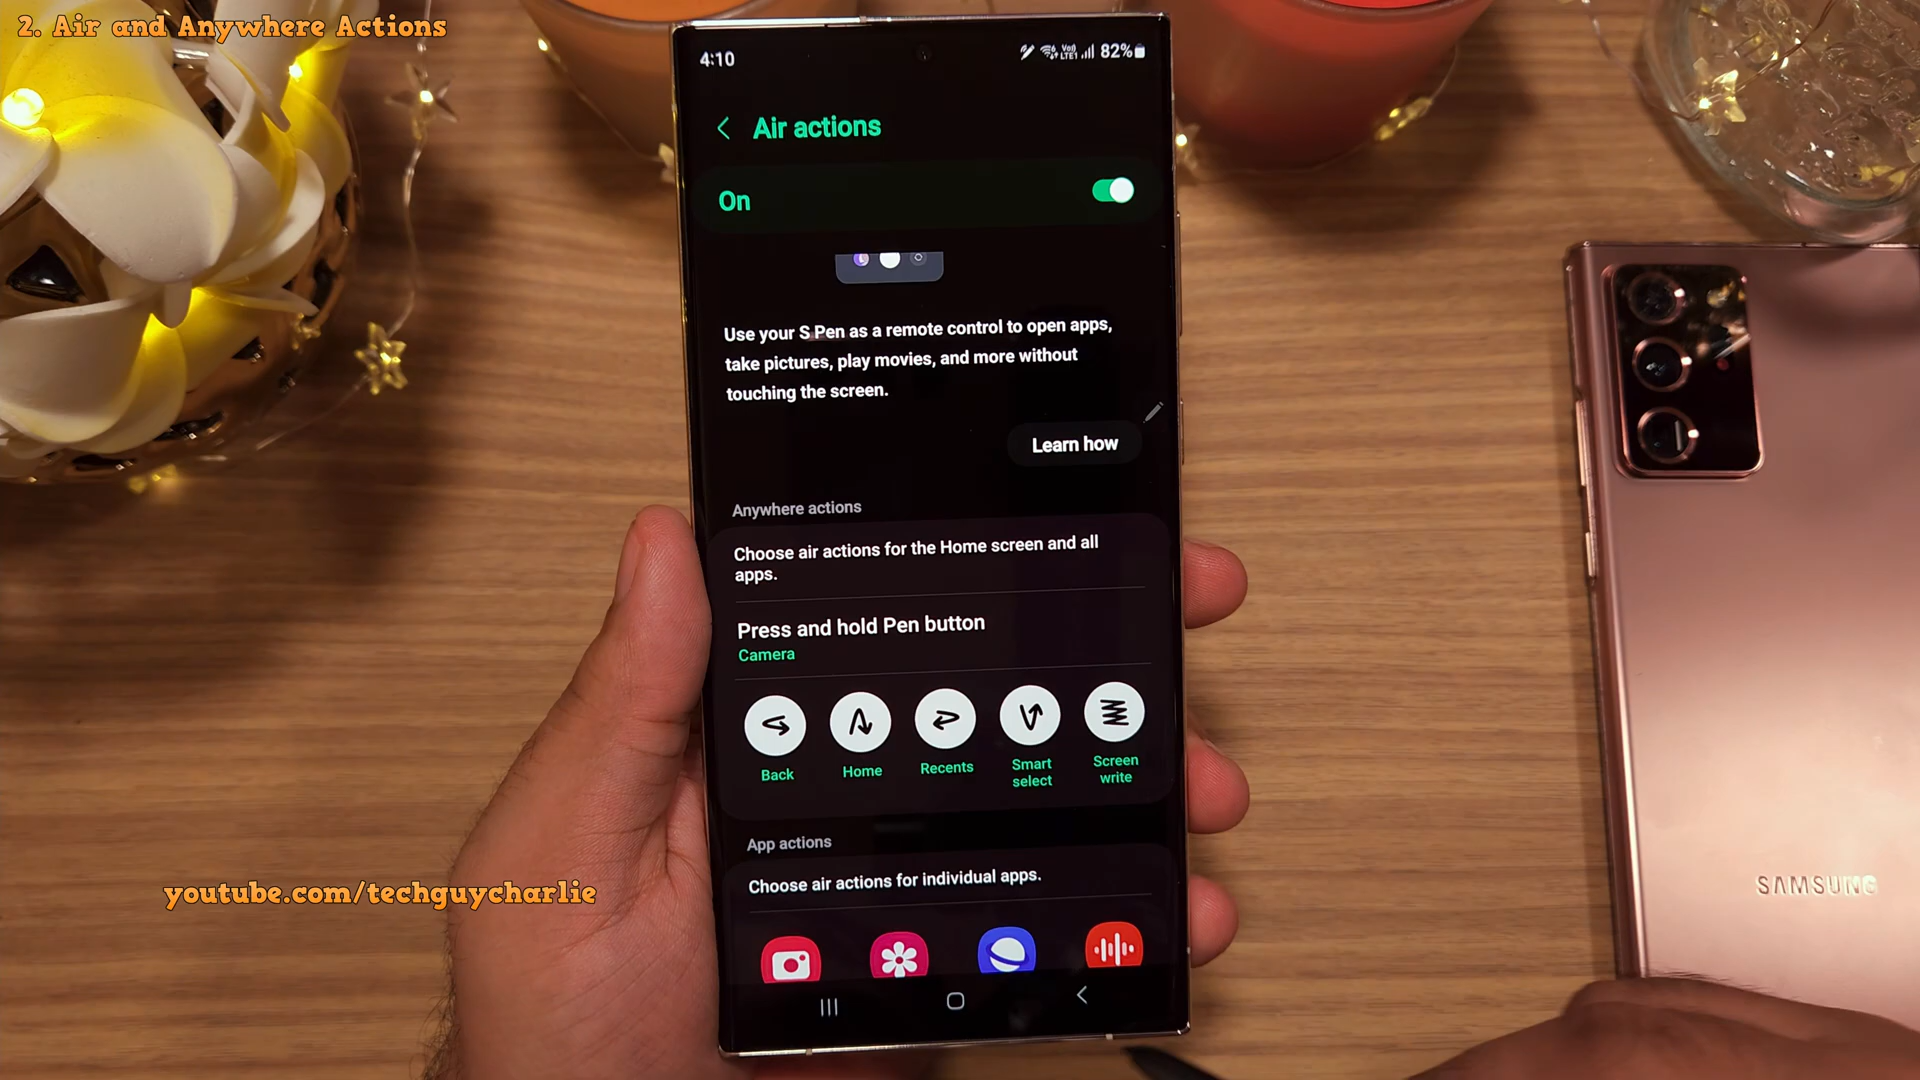 2. Air and Anywhere Actions
4:10
82%
Air actions
On
Use your S Pen as a remote control to open apps,
take pictures, play movies, and more without
touching the screen.
Learn how
Anywhere actions
Choose air actions for the Home screen and all
apps.
Press and hold Pen button
Camera
Back
Home
Recents
Smart
select
Screen
write
App actions
Choose air actions for individual apps.
youtube.com/techguycharlie
SAMSUNG